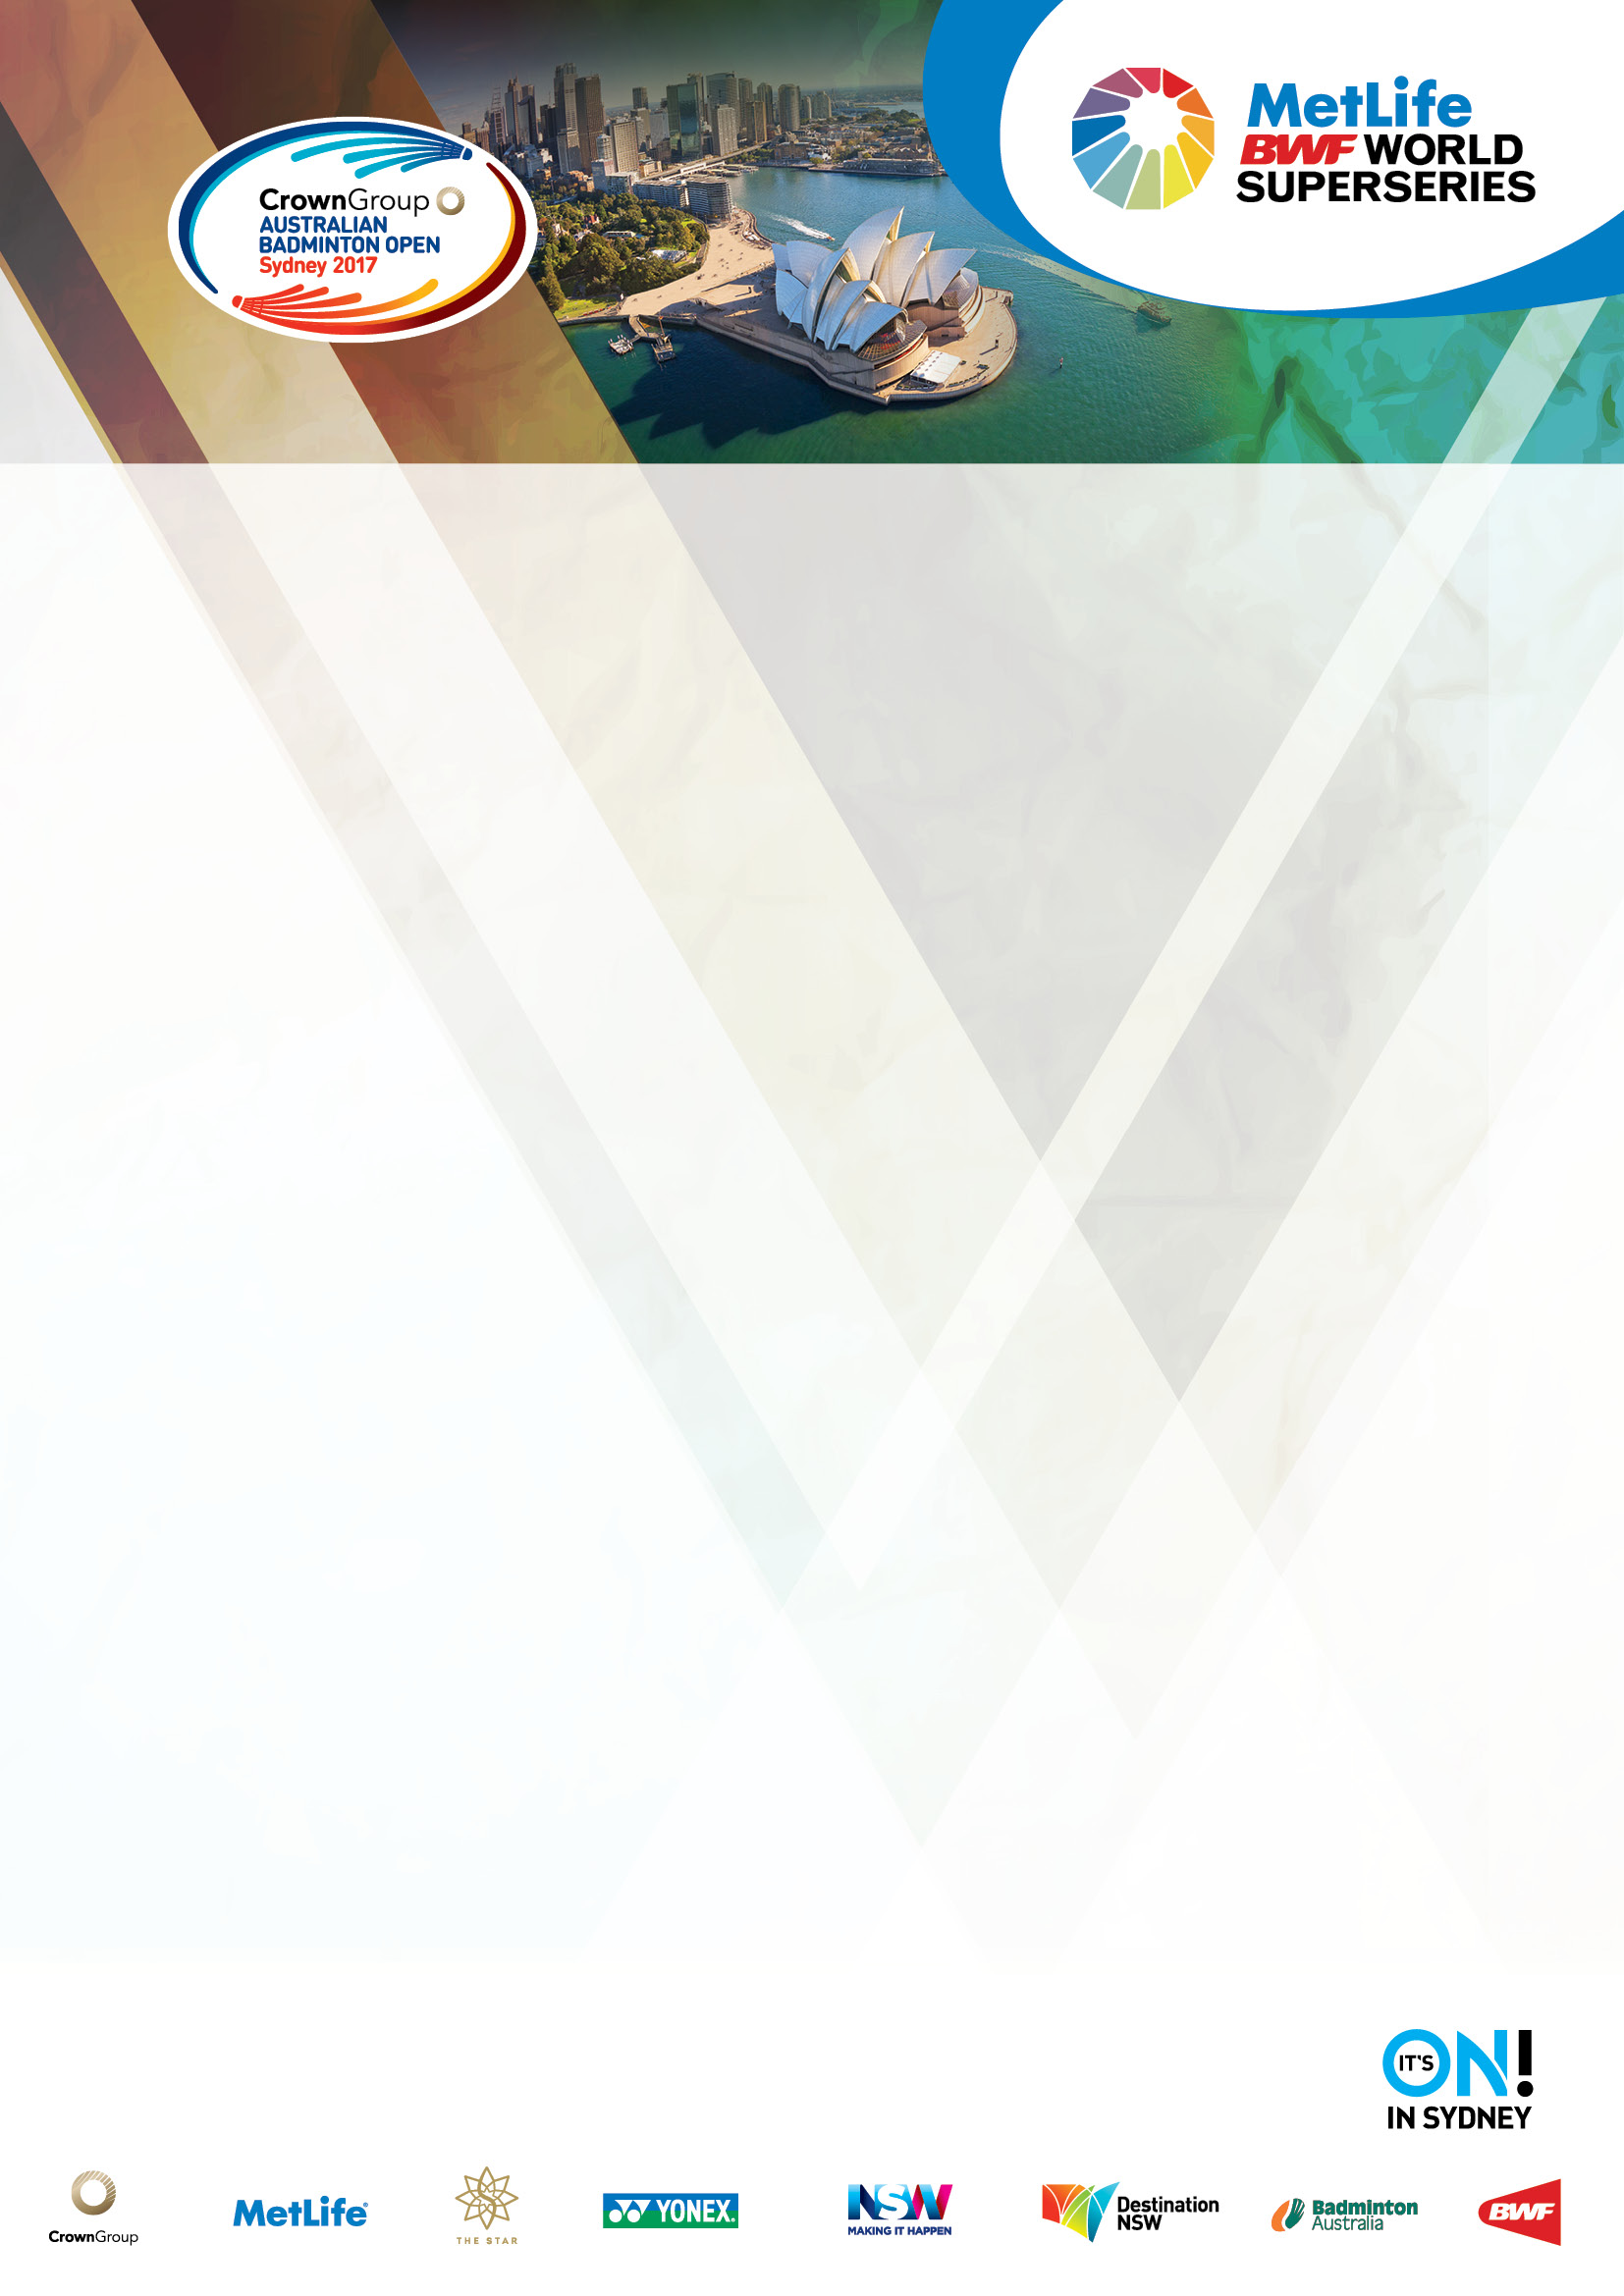 CrownGroup
AUSTRALIAN
BADMINTON OPEN
Sydney 2017
MetLife
BWF WORLD
SUPERSERIES
IT'S ON!
IN SYDNEY
CrownGroup
MetLife®
THE STAR
YONEX®
NSW
MAKING IT HAPPEN
Destination
NSW
Badminton
Australia
BWF